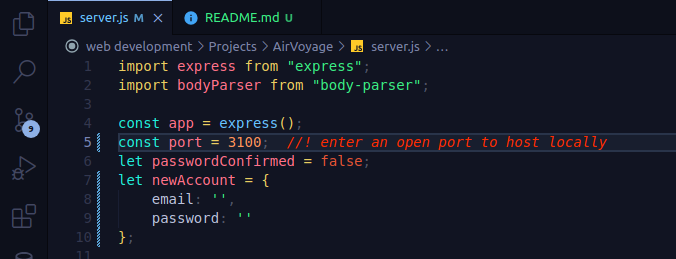 JS server.js M ×
README.md U
web development > Projects > AirVoyage > JS server.js > ...
1 import express from "express";
2 import bodyParser from "body-parser";
3
4 const app = express();
5 const port = 3100; //! enter an open port to host locally
6 let passwordConfirmed = false;
7 let newAccount = {
8 email: '',
9 password: ''
10 };
11
9